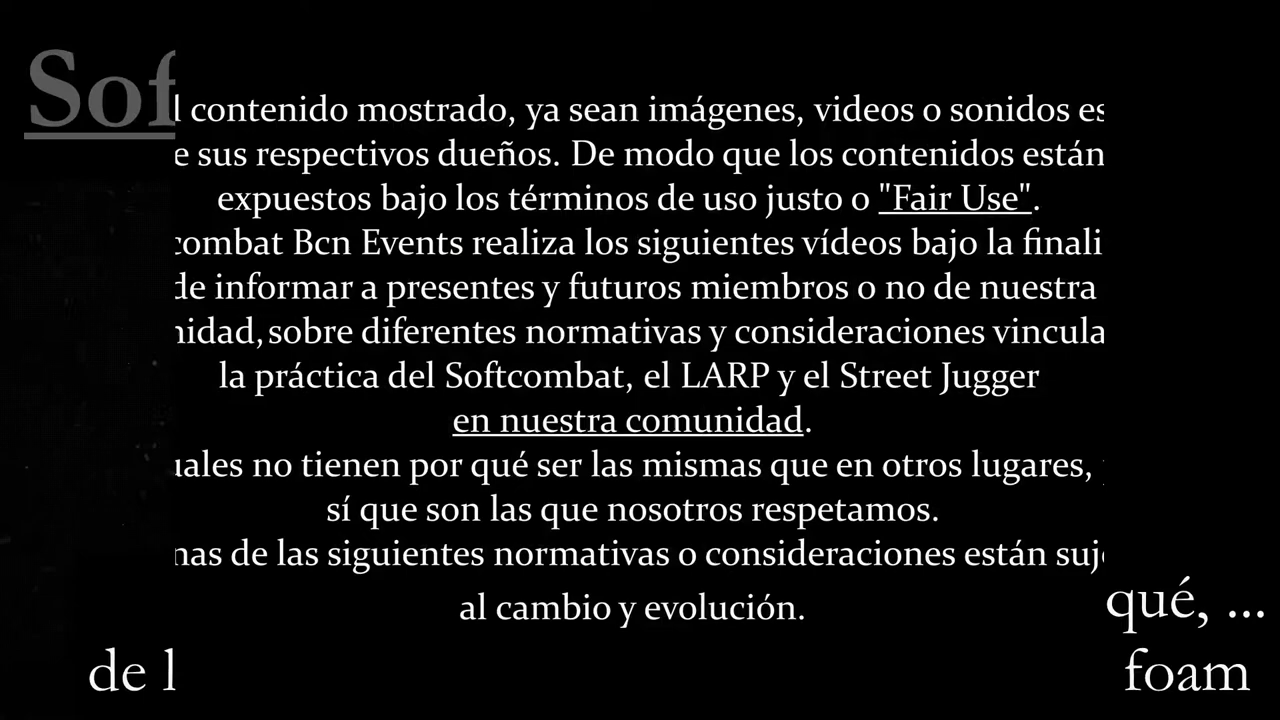 Sof
l contenido mostrado, ya sean imágenes, videos o sonidos es
e sus respectivos dueños. De modo que los contenidos están
expuestos bajo los términos de uso justo o "Fair Use".
combat Bcn Events realiza los siguientes vídeos bajo la finali
de informar a presentes y futuros miembros o no de nuestra
nidad, sobre diferentes normativas y consideraciones vincula
la práctica del Softcombat, el LARP y el Street Jugger
en nuestra comunidad.
uales no tienen por qué ser las mismas que en otros lugares,
sí que son las que nosotros respetamos.
nas de las siguientes normativas o consideraciones están suje
al cambio y evolución.
qué, ...
de l foam